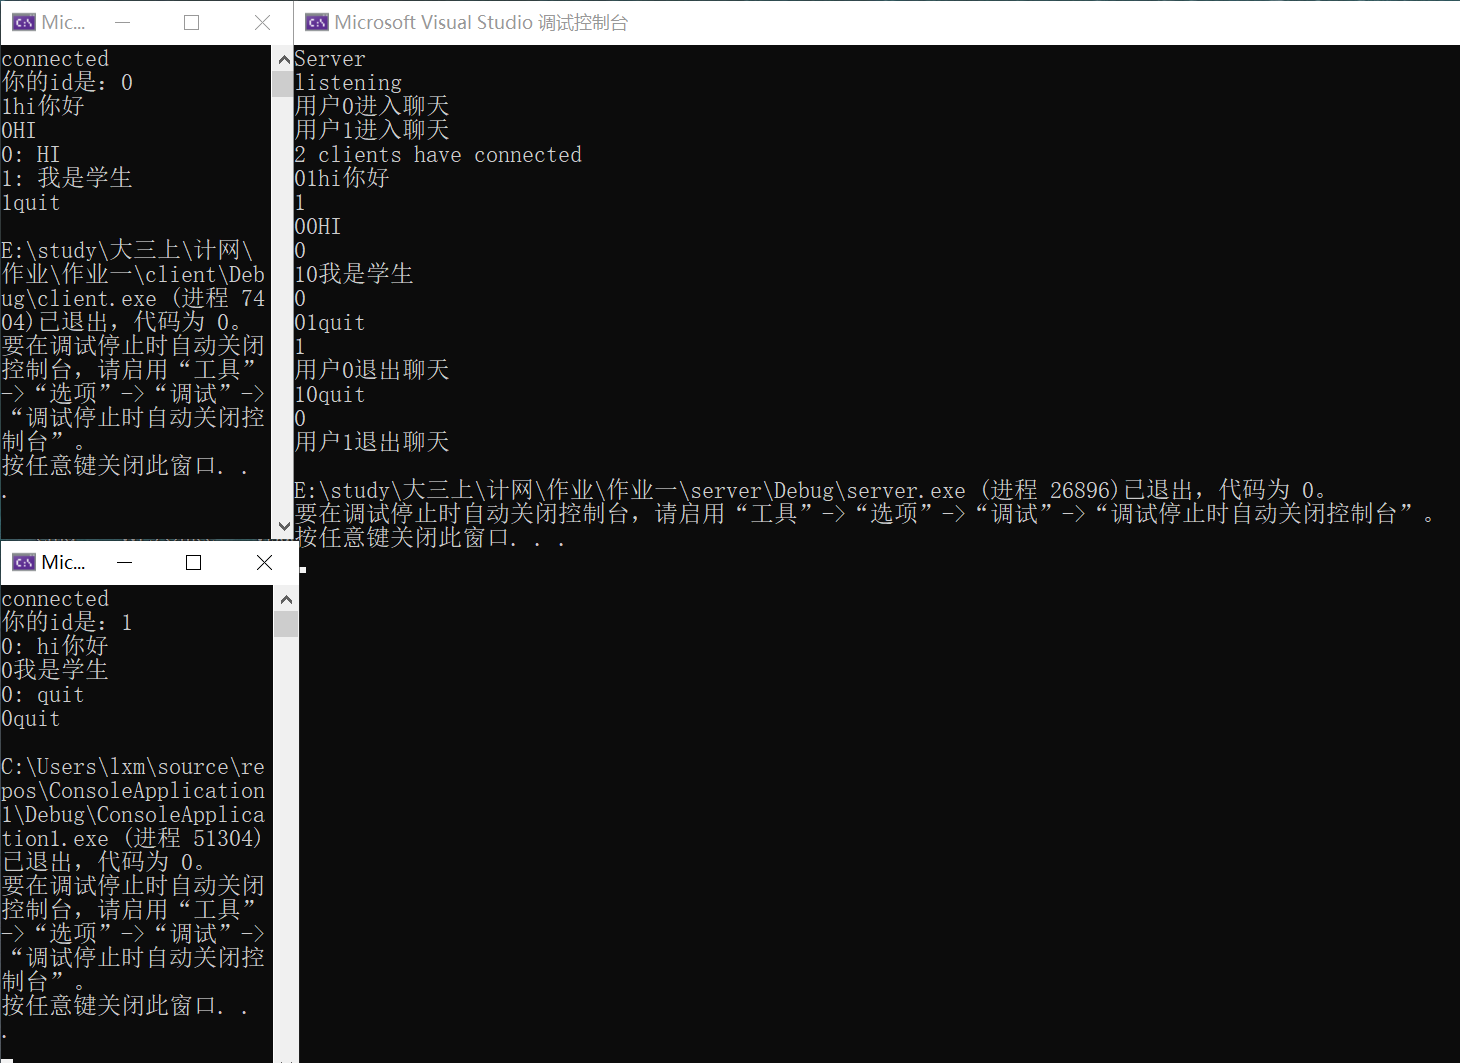 Mic...
connected
你的id是：0
1hi你好
0HI
0: HI
1: 我是学生
1quit
E:\study\大三上\计网\
作业\作业一\client\Deb
ug\client.exe (进程 74
04)已退出，代码为 0。
要在调试停止时自动关闭
控制台，请启用“工具”
->“选项”->“调试”->
“调试停止时自动关闭控
制台”。
按任意键关闭此窗口. .
.
Microsoft Visual Studio 调试控制台
Server
listening
用户0进入聊天
用户1进入聊天
2 clients have connected
01hi你好
1
00HI
0
10我是学生
0
01quit
1
用户0退出聊天
10quit
0
用户1退出聊天
E:\study\大三上\计网\作业\作业一\server\Debug\server.exe (进程 26896)已退出，代码为 0。
要在调试停止时自动关闭控制台，请启用“工具”->“选项”->“调试”->“调试停止时自动关闭控制台”。
按任意键关闭此窗口. . .
Mic...
connected
你的id是：1
0: hi你好
0我是学生
0: quit
0quit
C:\Users\lxm\source\re
pos\ConsoleApplication
1\Debug\ConsoleApplica
tion1.exe (进程 51304)
已退出，代码为 0。
要在调试停止时自动关闭
控制台，请启用“工具”
->“选项”->“调试”->
“调试停止时自动关闭控
制台”。
按任意键关闭此窗口. .
.